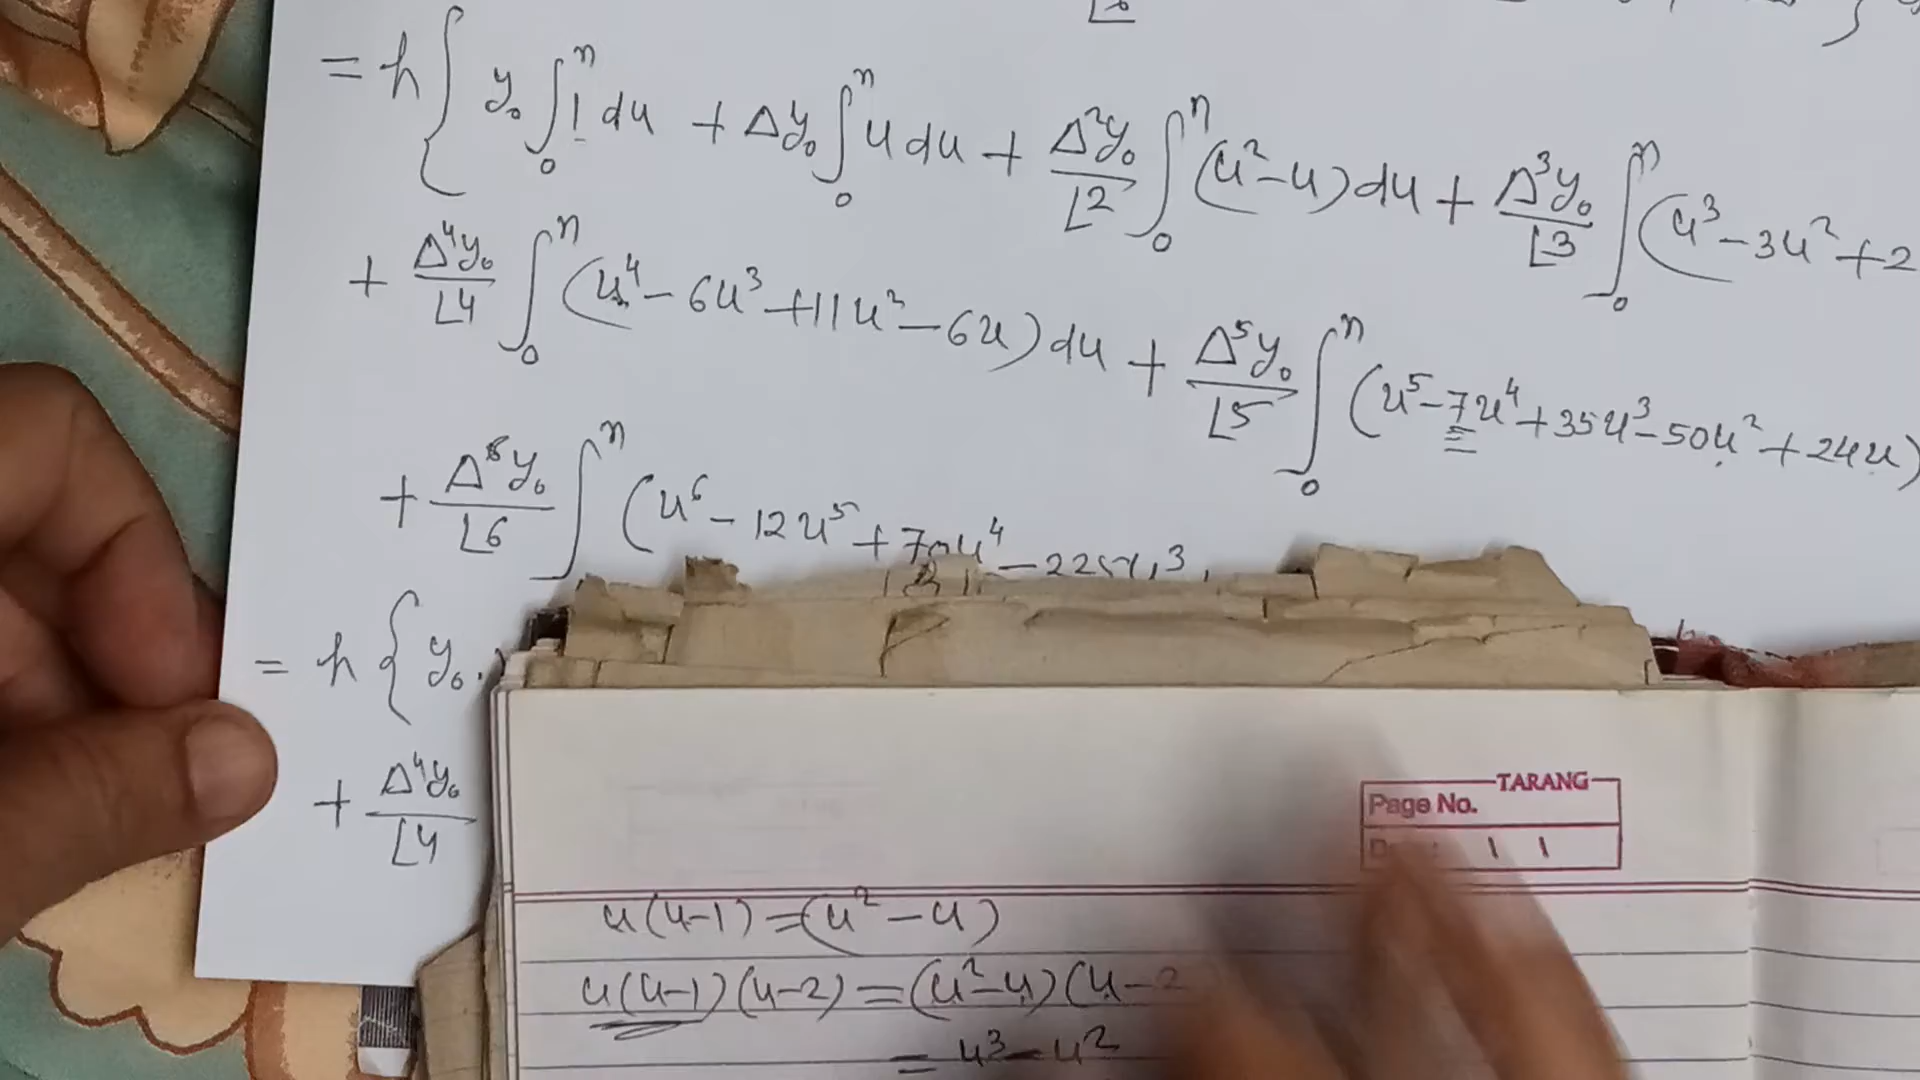 = h { y₀ ∫₀ⁿ 1 du + Δy₀ ∫₀ⁿ u du + Δ²y₀/⌊2 ∫₀ⁿ (u² - u) du + Δ³y₀/⌊3 ∫₀ⁿ (u³ - 3u² + 2
+ Δ⁴y₀/⌊4 ∫₀ⁿ (u⁴ - 6u³ + 11u² - 6u) du + Δ⁵y₀/⌊5 ∫₀ⁿ (u⁵ - 7u⁴ + 35u³ - 50u² + 24u)
+ Δ⁶y₀/⌊6 ∫ⁿ (u⁶ - 12u⁵ + 70u⁴ - 225u³
= h { y₀.
+ Δ⁴y₀/⌊4
TARANG
Page No.
u(u-1) = (u² - u)
u(u-1)(u-2) = (u² - u)(u - 2
= u³ - u²